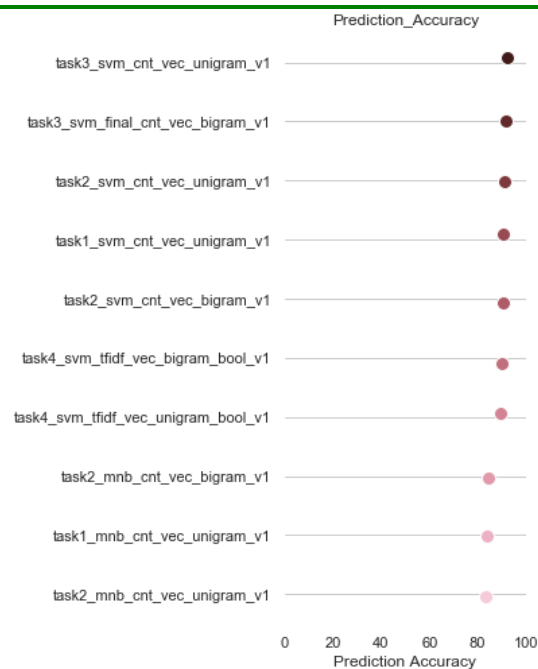 Prediction_Accuracy
task3_svm_cnt_vec_unigram_v1
task3_svm_final_cnt_vec_bigram_v1
task2_svm_cnt_vec_unigram_v1
task1_svm_cnt_vec_unigram_v1
task2_svm_cnt_vec_bigram_v1
task4_svm_tfidf_vec_bigram_bool_v1
task4_svm_tfidf_vec_unigram_bool_v1
task2_mnb_cnt_vec_bigram_v1
task1_mnb_cnt_vec_unigram_v1
task2_mnb_cnt_vec_unigram_v1
0 20 40 60 80 100
Prediction Accuracy